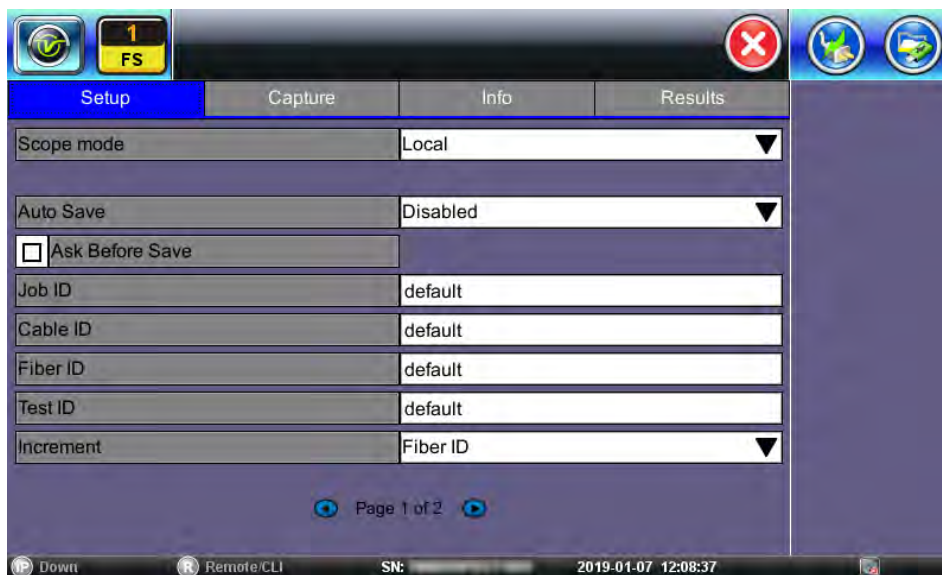 1
FS
Setup Capture Info Results
Scope mode Local
Auto Save Disabled
Ask Before Save
Job ID default
Cable ID default
Fiber ID default
Test ID default
Increment Fiber ID
Page 1 of 2
IP Down R Remote/CLI SN: 2019-01-07 12:08:37